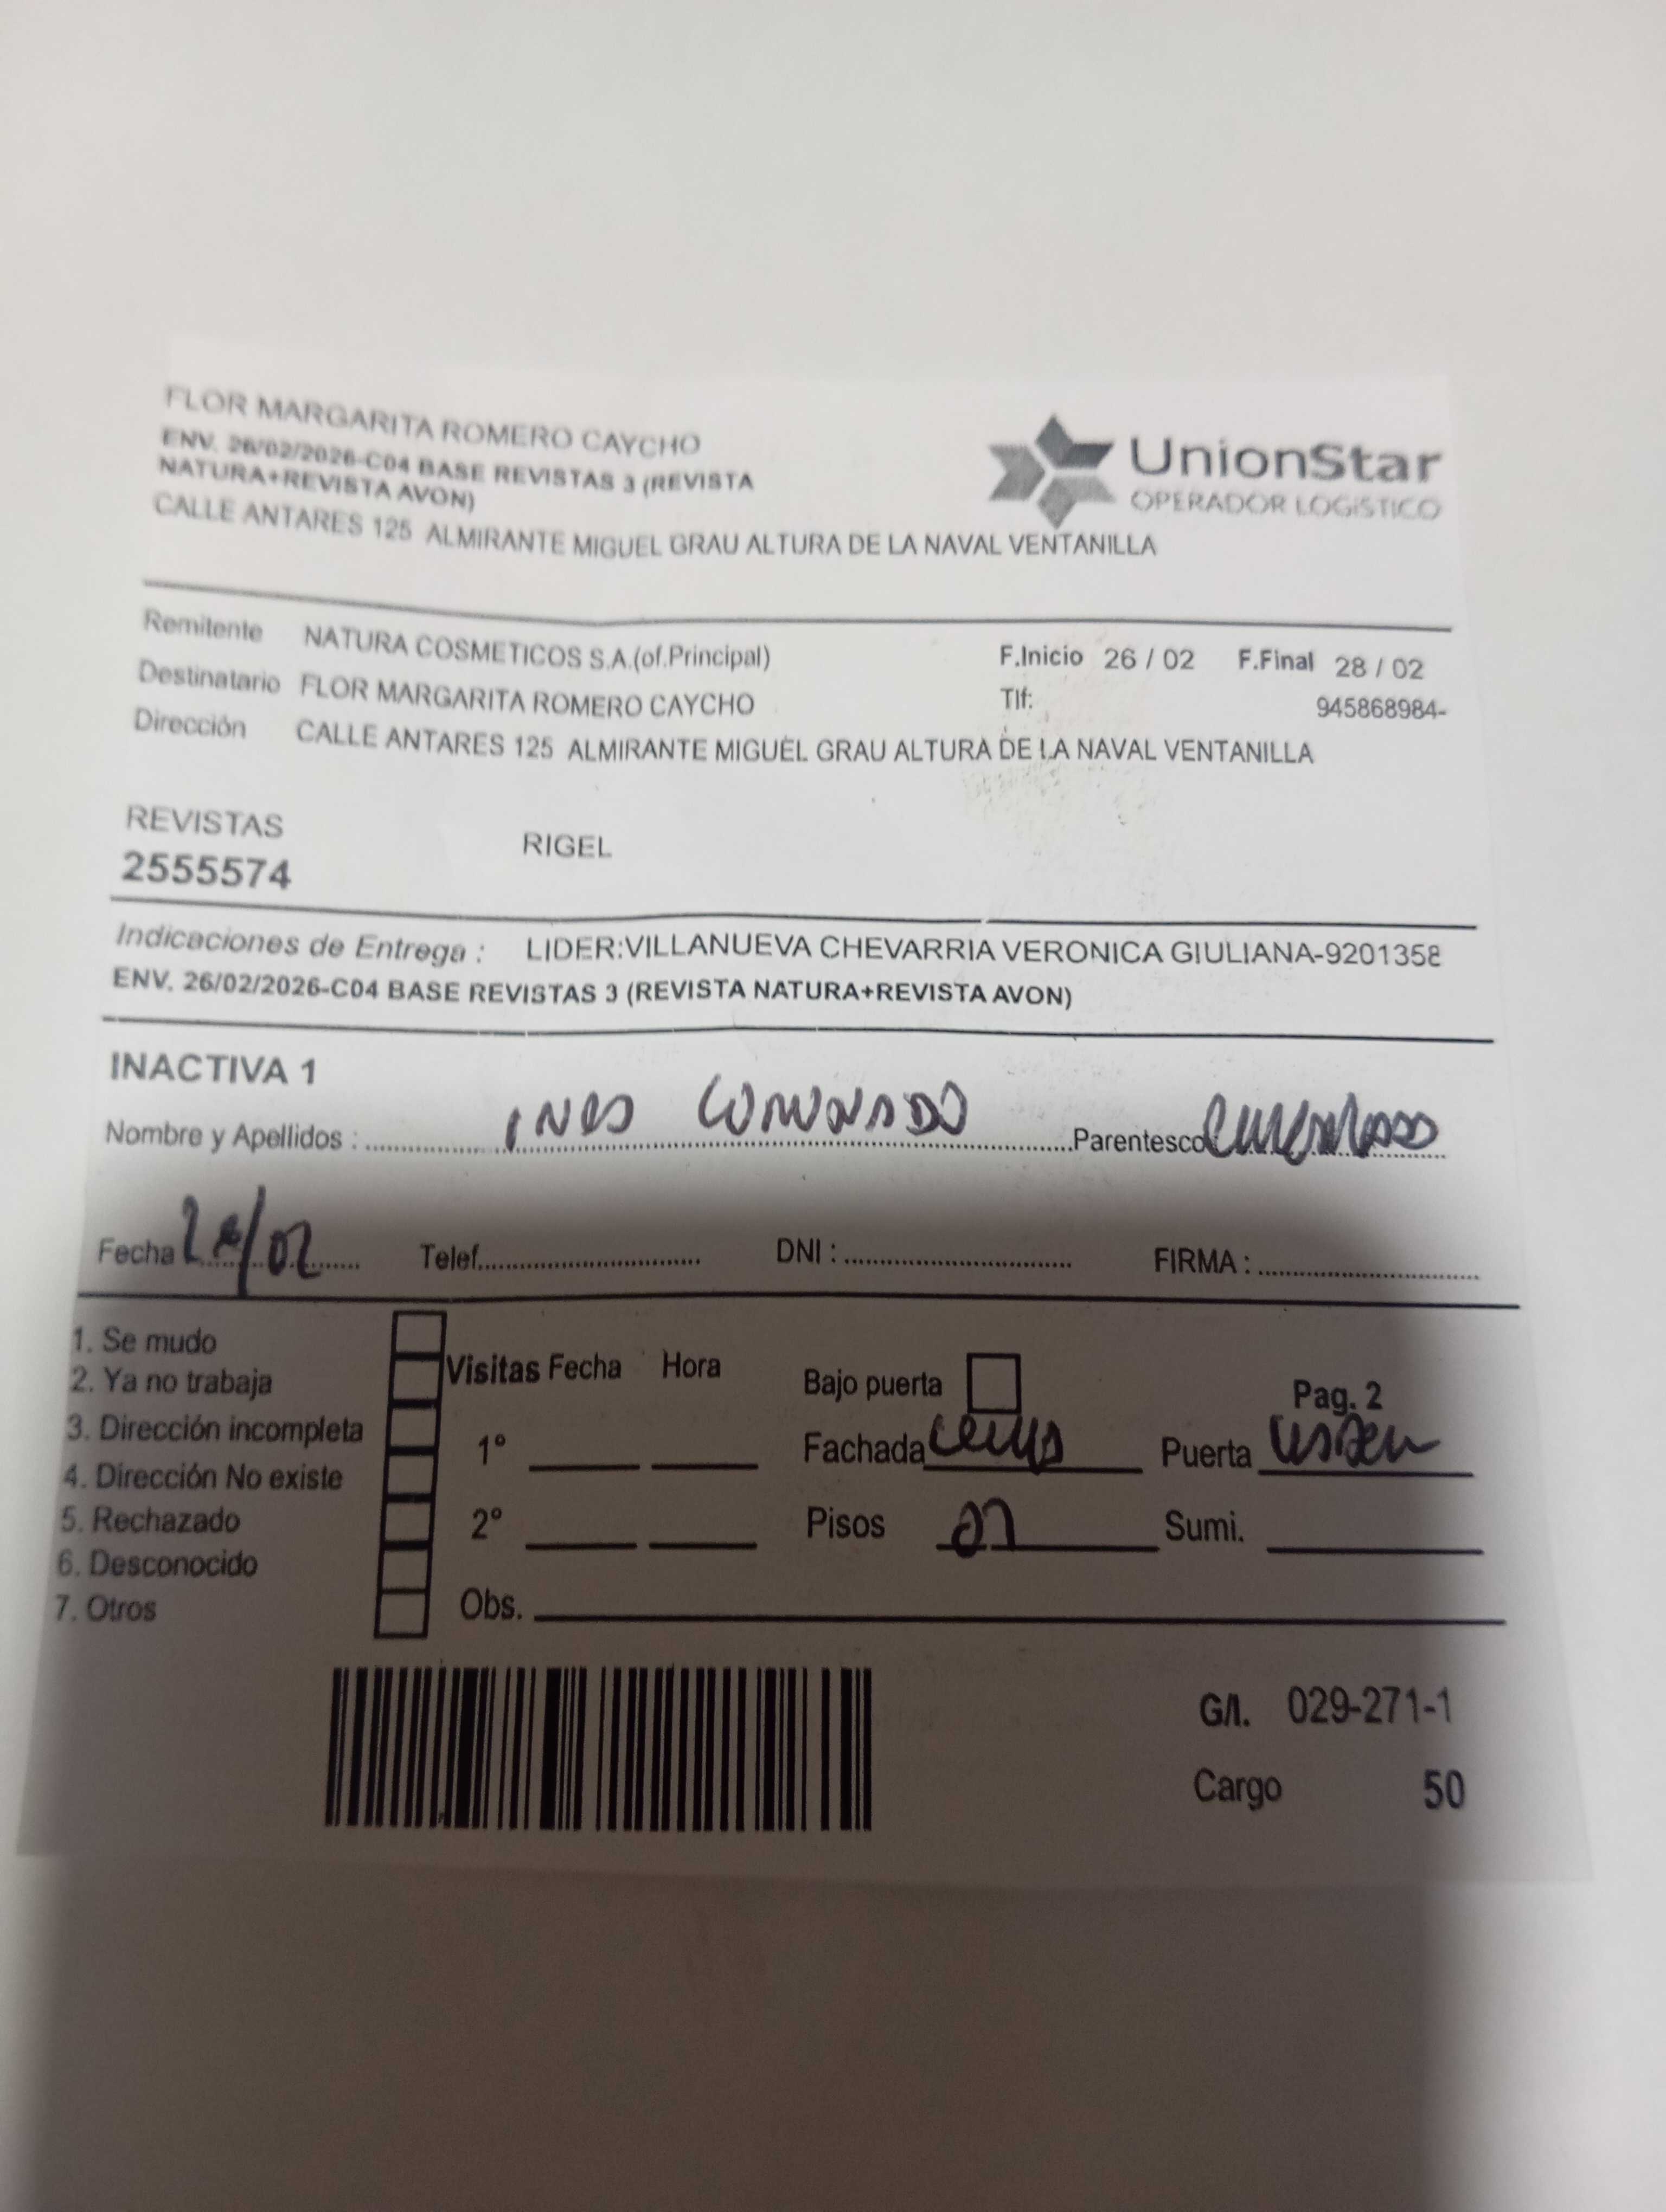 FLOR MARGARITA ROMERO CAYCHO
ENV. 26/02/2026-C04 BASE REVISTAS 3 (REVISTA
NATURA+REVISTA AVON)
CALLE ANTARES 125 ALMIRANTE MIGUEL GRAU ALTURA DE LA NAVAL VENTANILLA
UnionStar
OPERADOR LOGÍSTICO
Remitente NATURA COSMETICOS S.A.(of.Principal) F.Inicio 26 / 02 F.Final 28 / 02
Destinatario FLOR MARGARITA ROMERO CAYCHO Tlf: 945868984-
Dirección CALLE ANTARES 125 ALMIRANTE MIGUEL GRAU ALTURA DE LA NAVAL VENTANILLA
REVISTAS RIGEL
2555574
Indicaciones de Entrega : LIDER:VILLANUEVA CHEVARRIA VERONICA GIULIANA-9201358
ENV. 26/02/2026-C04 BASE REVISTAS 3 (REVISTA NATURA+REVISTA AVON)
INACTIVA 1
Nombre y Apellidos : INES Parentesco
Fecha Telef. DNI : FIRMA :
1. Se mudo
2. Ya no trabaja
3. Dirección incompleta
4. Dirección No existe
5. Rechazado
6. Desconocido
7. Otros
Visitas Fecha Hora
1°
2°
Obs.
Bajo puerta Pag. 2
Fachada Puerta
Pisos Sumi.
G/I. 029-271-1
Cargo 50